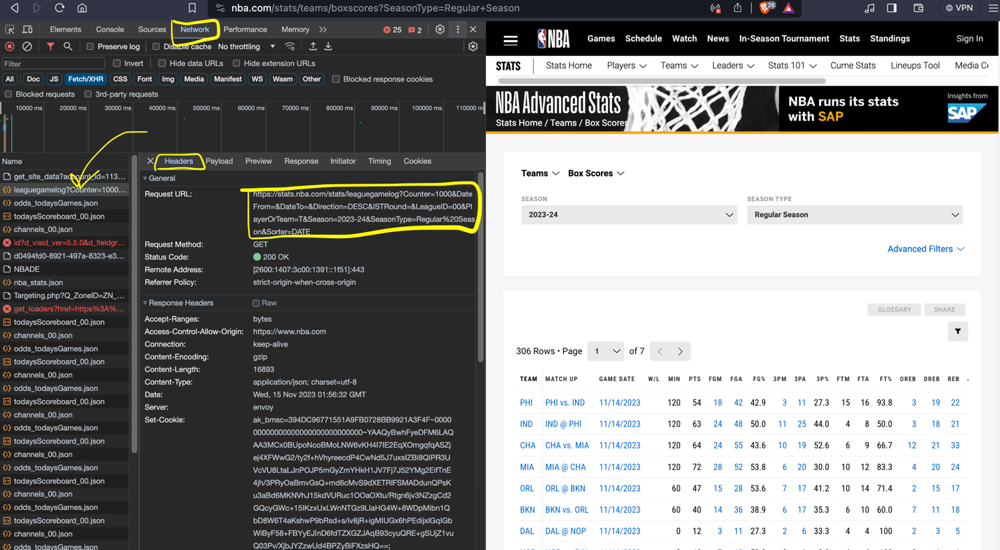 nba.com/stats/teams/boxscores?SeasonType=Regular+Season
26
VPN
Elements Console Sources Network Performance Memory 25 2
Preserve log Disable cache No throttling
Filter Invert Hide data URLs Hide extension URLs
All Doc JS Fetch/XHR CSS Font Img Media Manifest WS Wasm Other Blocked response cookies
Blocked requests 3rd-party requests
10000 ms 20000 ms 30000 ms 40000 ms 50000 ms 60000 ms 70000 ms 80000 ms 90000 ms 100000 ms 110000 m
Name
get_site_data?account_id=113...
leaguegamelog?Counter=1000...
odds_todaysGames.json
todaysScoreboard_00.json
channels_00.json
id?d_visid_ver=5.5.0&d_fieldgr...
d0494fd0-8921-497a-8323-e3...
NBADE
nba_stats.json
Targeting.php?Q_ZoneID=ZN_...
get_loaders?href=https%3A%...
todaysScoreboard_00.json
channels_00.json
odds_todaysGames.json
todaysScoreboard_00.json
channels_00.json
odds_todaysGames.json
todaysScoreboard_00.json
channels_00.json
odds_todaysGames.json
todaysScoreboard_00.json
channels_00.json
odds_todaysGames.json
todaysScoreboard_00.json
channels_00.json
odds_todaysGames.json
todaysScoreboard_00.json
channels_00.json
odds_todaysGames.json
Headers Payload Preview Response Initiator Timing Cookies
General
Request URL: https://stats.nba.com/stats/leaguegamelog?Counter=1000&Date
From=&DateTo=&Direction=DESC&ISTRound=&LeagueID=00&Pl
ayerOrTeam=T&Season=2023-24&SeasonType=Regular%20Seas
on&Sorter=DATE
Request Method: GET
Status Code: 200 OK
Remote Address: [2600:1407:3c00:1391::1f51]:443
Referrer Policy: strict-origin-when-cross-origin
Response Headers Raw
Accept-Ranges: bytes
Access-Control-Allow-Origin: https://www.nba.com
Connection: keep-alive
Content-Encoding: gzip
Content-Length: 16893
Content-Type: application/json; charset=utf-8
Date: Wed, 15 Nov 2023 01:56:32 GMT
Server: envoy
Set-Cookie: ak_bmsc=394DC96771551A9FB0728BB9921A3F4F~0000
NBA Games Schedule Watch News In-Season Tournament Stats Standings Sign In
STATS Stats Home Players Teams Leaders Stats 101 Cume Stats Lineups Tool Media Ce
NBA Advanced Stats
Stats Home / Teams / Box Scores
NBA runs its stats
with SAP
Insights from
SAP
Teams Box Scores
SEASON SEASON TYPE
2023-24 Regular Season
Advanced Filters
GLOSSARY SHARE
306 Rows • Page 1 of 7
TEAM MATCH UP GAME DATE W/L MIN PTS FGM FGA FG% 3PM 3PA 3P% FTM FTA FT% OREB DREB REB
PHI PHI vs. IND 11/14/2023 120 54 18 42 42.9 3 11 27.3 15 16 93.8 3 19 22
IND IND @ PHI 11/14/2023 120 63 24 48 50.0 11 25 44.0 4 8 50.0 3 18 21
CHA CHA vs. MIA 11/14/2023 120 64 24 55 43.6 10 19 52.6 6 9 66.7 12 21 33
MIA MIA @ CHA 11/14/2023 120 72 28 52 53.8 6 20 30.0 10 12 83.3 4 20 24
ORL ORL @ BKN 11/14/2023 60 47 15 28 53.6 7 17 41.2 10 14 71.4 2 15 17
BKN BKN vs. ORL 11/14/2023 60 40 14 36 38.9 6 17 35.3 6 10 60.0 7 11 18
DAL DAL @ NOP 11/14/2023 0 12 3 11 27.3 2 6 33.3 4 4 100 2 3 5